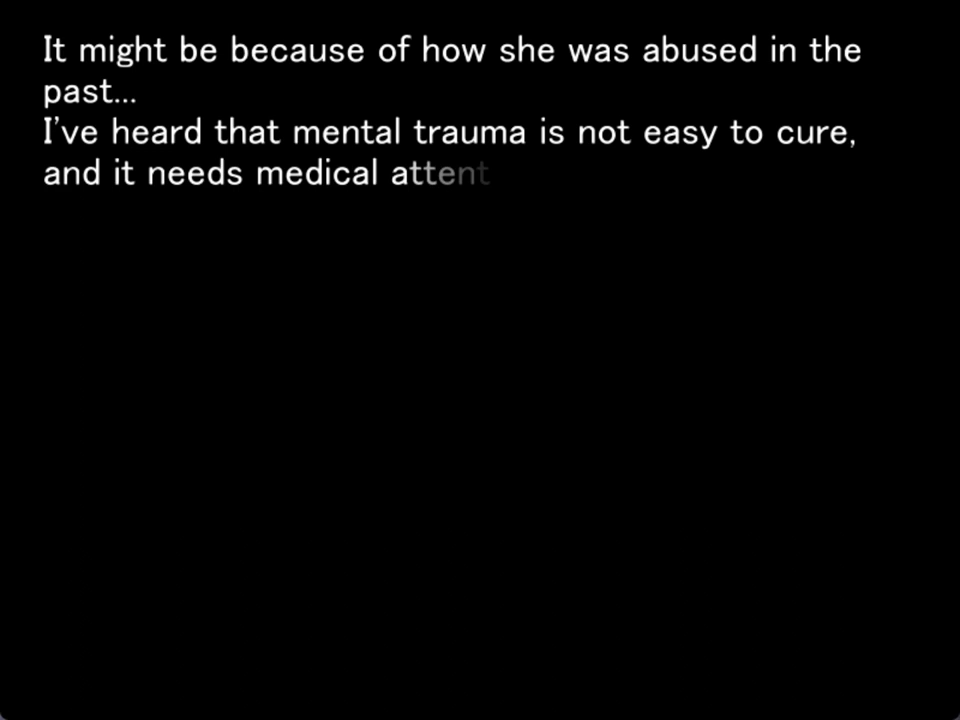 It might be because of how she was abused in the
past...
I've heard that mental trauma is not easy to cure,
and it needs medical attent